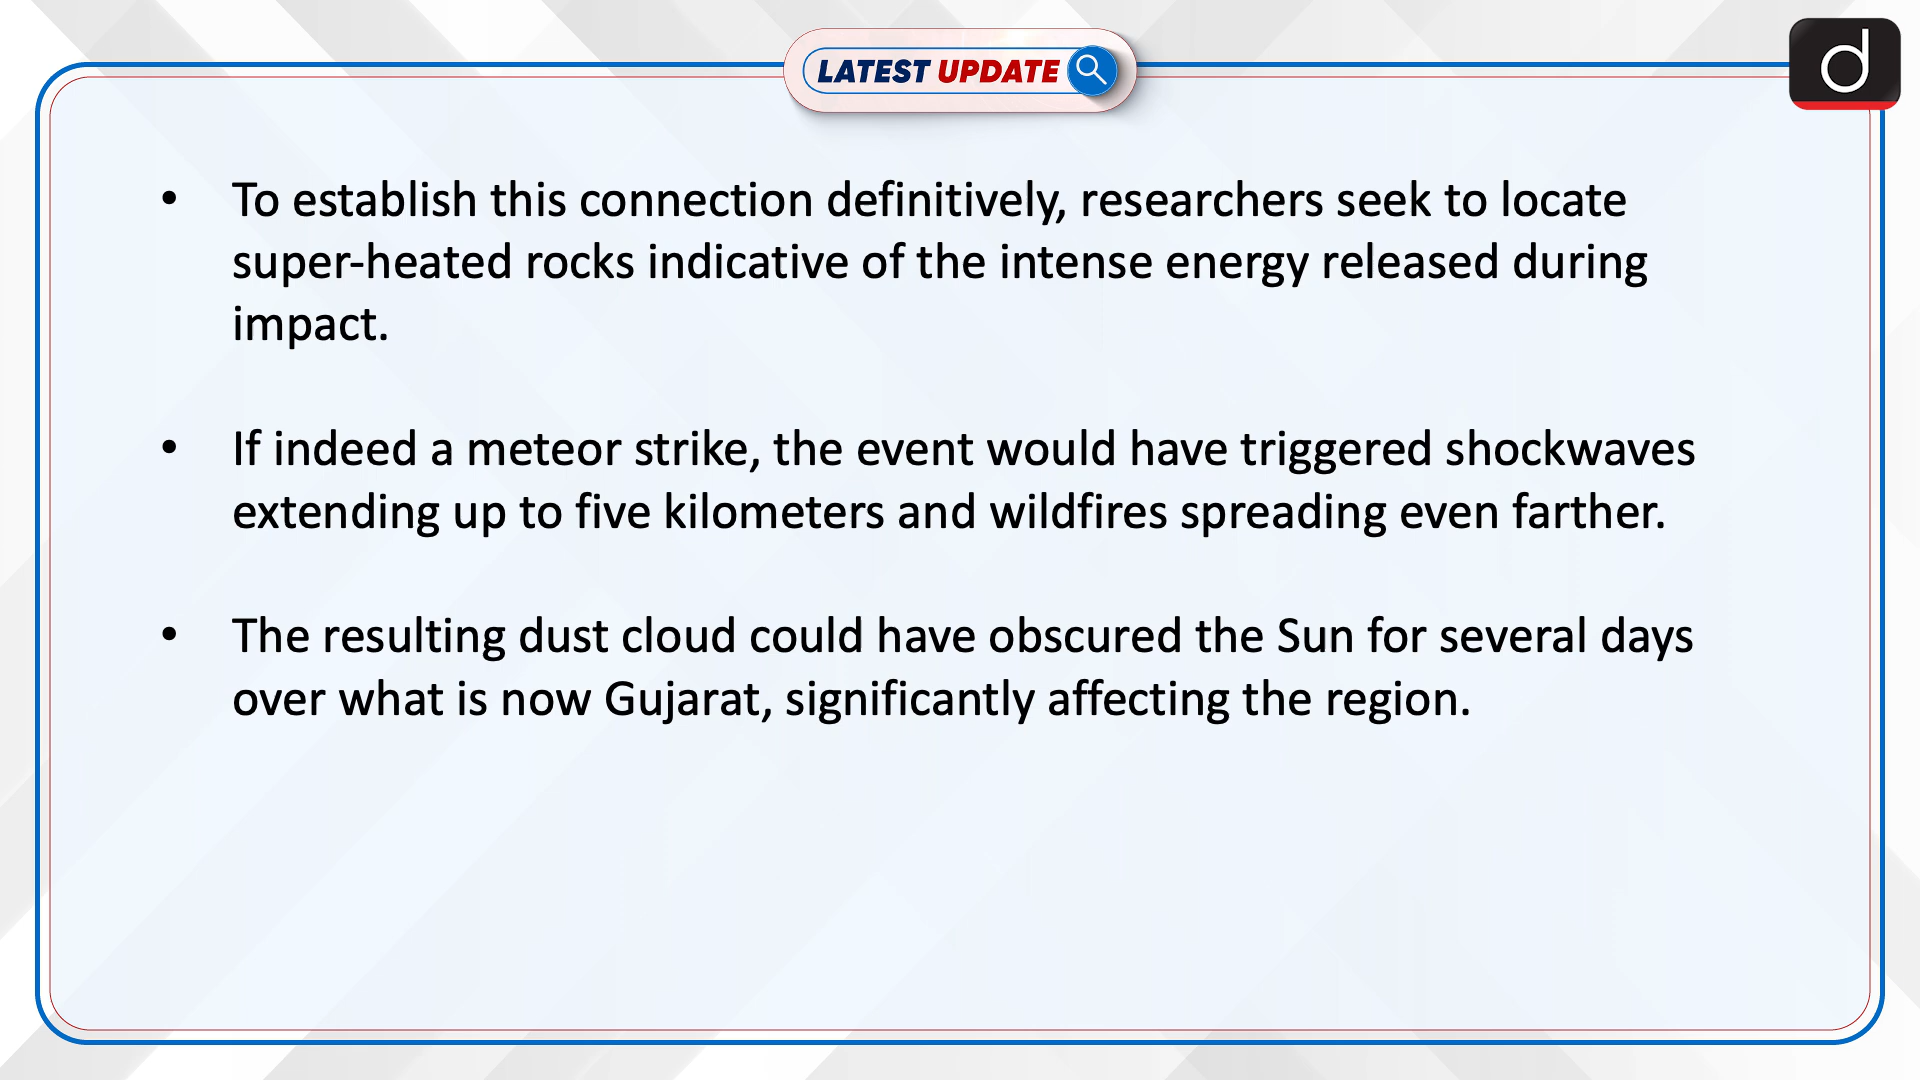 LATEST UPDATE
d
• To establish this connection definitively, researchers seek to locate
super-heated rocks indicative of the intense energy released during
impact.
• If indeed a meteor strike, the event would have triggered shockwaves
extending up to five kilometers and wildfires spreading even farther.
• The resulting dust cloud could have obscured the Sun for several days
over what is now Gujarat, significantly affecting the region.